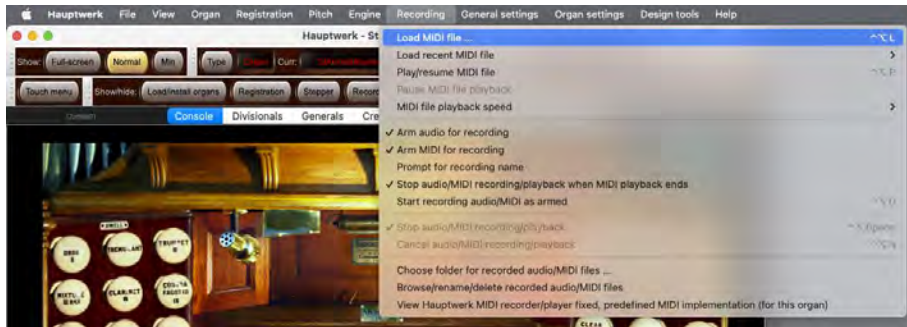 Hauptwerk File View Organ Registration Pitch Engine Recording General settings Organ settings Design tools Help
Hauptwerk - St
Show: Full-screen Normal Min Type Curr:
Touch menu Show/hide: Load/install organs Registration Stepper Record
Console Divisionals Generals Cre
Load MIDI file ... ⌃⌥L
Load recent MIDI file >
Play/resume MIDI file ⌃⌥P
Pause MIDI file playback
MIDI file playback speed >
✓ Arm audio for recording
✓ Arm MIDI for recording
Prompt for recording name
✓ Stop audio/MIDI recording/playback when MIDI playback ends
Start recording audio/MIDI as armed
✓ Stop audio/MIDI recording/playback
Cancel audio/MIDI recording/playback
Choose folder for recorded audio/MIDI files ...
Browse/rename/delete recorded audio/MIDI files
View Hauptwerk MIDI recorder/player fixed, predefined MIDI implementation (for this organ)
SWELL
TREMULANT TRUMPET
CLARINET
CLEAR